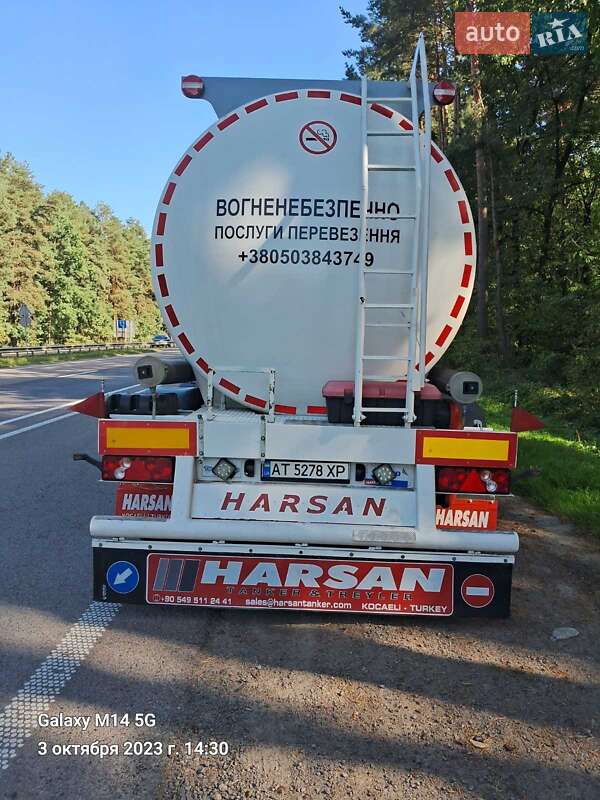 auto RIA
ВОГНЕНЕБЕЗПЕЧНО
ПОСЛУГИ ПЕРЕВЕЗЕННЯ
+380503843749
AT 5278 XP
HARSAN
HARSAN
HARSAN
HARSAN
TANKER & TREYLER
+90 549 511 24 41 sales@harsantanker.com KOCAELI - TURKEY
Galaxy M14 5G
3 октября 2023 г. 14:30